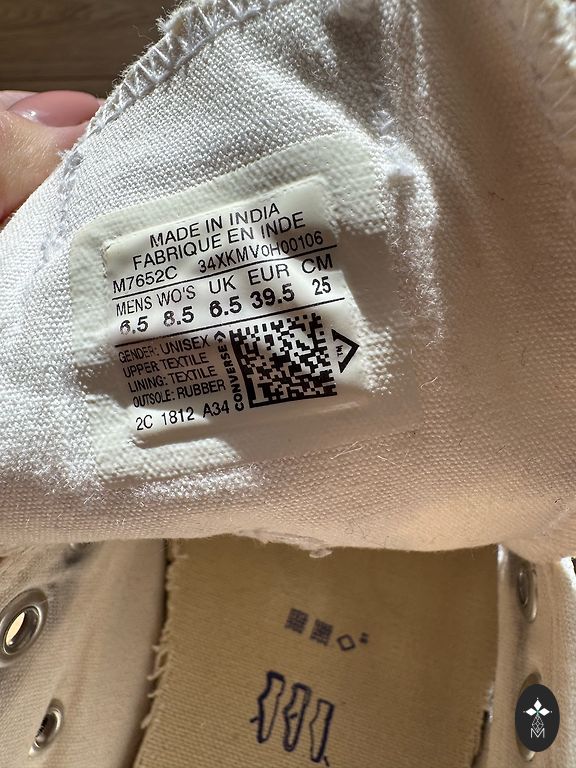 MADE IN INDIA
FABRIQUE EN INDE
M7652C 34XKMV0H00106
MENS WO'S UK EUR CM
6.5 8.5 6.5 39.5 25
GENDER: UNISEX
UPPER: TEXTILE
LINING: TEXTILE
OUTSOLE: RUBBER
CONVERSE
2C 1812 A34
TM
M